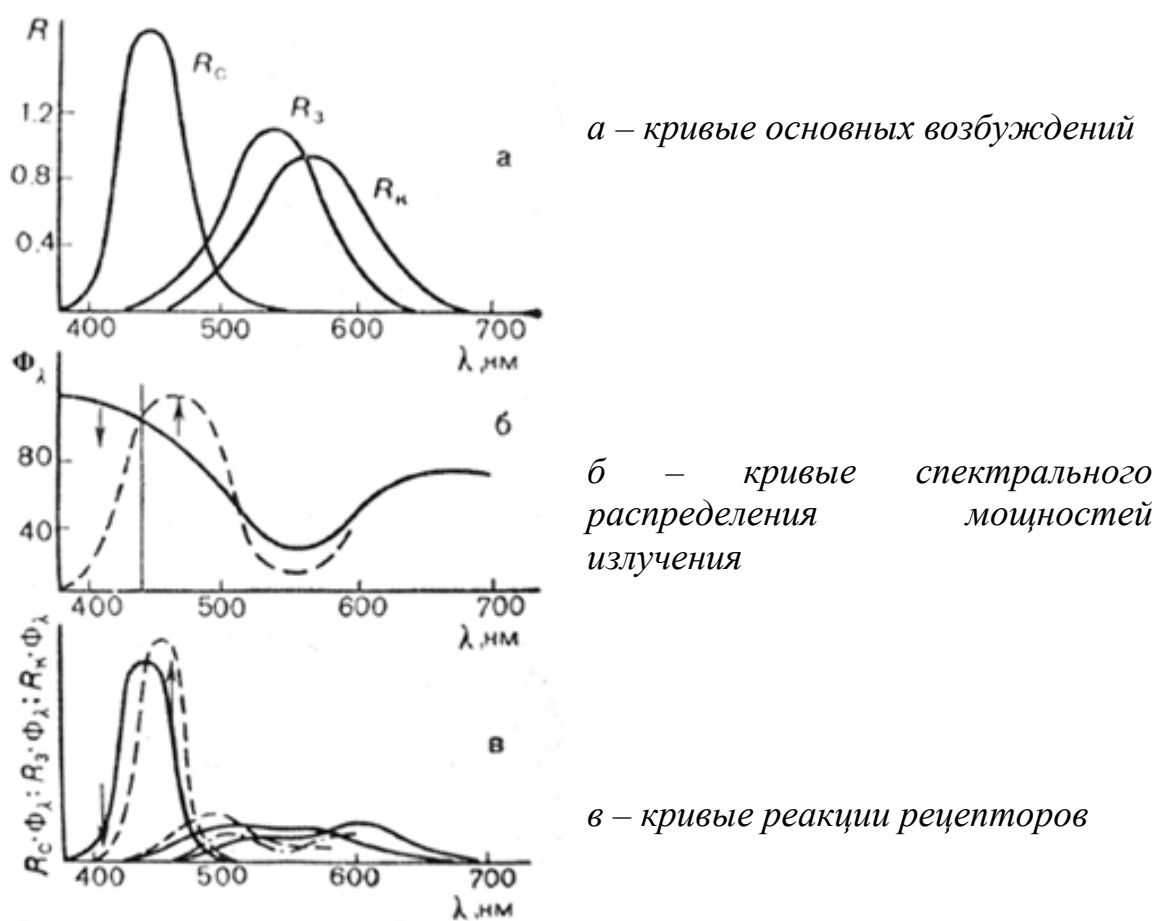 R
R_c
R_з
1.2
а – кривые основных возбуждений
а
0.8
R_к
0.4
400 500 600 700
λ,нм
Φ_λ
б
80
б – кривые спектрального
распределения мощностей
излучения
40
400 500 600 700
λ,нм
R_c·Φ_λ:R_з·Φ_λ:R_к·Φ_λ
в
в – кривые реакции рецепторов
400 500 600 700
λ,нм